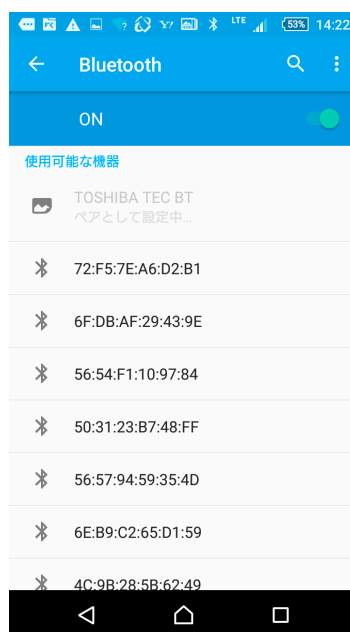 LTE 53% 14:22
Bluetooth
ON
使用可能な機器
TOSHIBA TEC BT
ペアとして設定中...
72:F5:7E:A6:D2:B1
6F:DB:AF:29:43:9E
56:54:F1:10:97:84
50:31:23:B7:48:FF
56:57:94:59:35:4D
6E:B9:C2:65:D1:59
4C:9B:28:5B:62:49